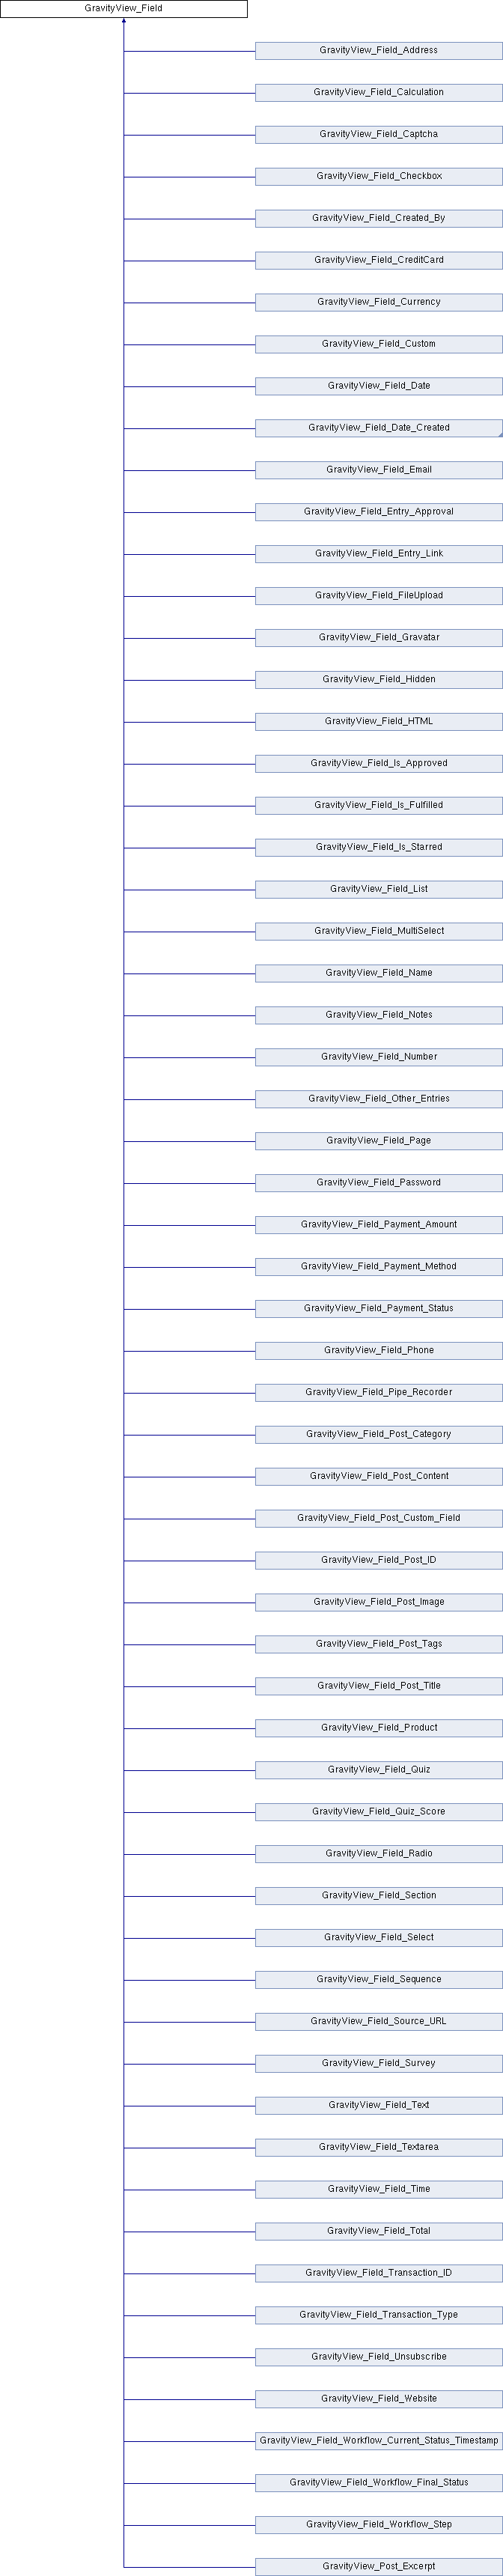 GravityView_Field
GravityView_Field_Address
GravityView_Field_Calculation
GravityView_Field_Captcha
GravityView_Field_Checkbox
GravityView_Field_Created_By
GravityView_Field_CreditCard
GravityView_Field_Currency
GravityView_Field_Custom
GravityView_Field_Date
GravityView_Field_Date_Created
GravityView_Field_Email
GravityView_Field_Entry_Approval
GravityView_Field_Entry_Link
GravityView_Field_FileUpload
GravityView_Field_Gravatar
GravityView_Field_Hidden
GravityView_Field_HTML
GravityView_Field_Is_Approved
GravityView_Field_Is_Fulfilled
GravityView_Field_Is_Starred
GravityView_Field_List
GravityView_Field_MultiSelect
GravityView_Field_Name
GravityView_Field_Notes
GravityView_Field_Number
GravityView_Field_Other_Entries
GravityView_Field_Page
GravityView_Field_Password
GravityView_Field_Payment_Amount
GravityView_Field_Payment_Method
GravityView_Field_Payment_Status
GravityView_Field_Phone
GravityView_Field_Pipe_Recorder
GravityView_Field_Post_Category
GravityView_Field_Post_Content
GravityView_Field_Post_Custom_Field
GravityView_Field_Post_ID
GravityView_Field_Post_Image
GravityView_Field_Post_Tags
GravityView_Field_Post_Title
GravityView_Field_Product
GravityView_Field_Quiz
GravityView_Field_Quiz_Score
GravityView_Field_Radio
GravityView_Field_Section
GravityView_Field_Select
GravityView_Field_Sequence
GravityView_Field_Source_URL
GravityView_Field_Survey
GravityView_Field_Text
GravityView_Field_Textarea
GravityView_Field_Time
GravityView_Field_Total
GravityView_Field_Transaction_ID
GravityView_Field_Transaction_Type
GravityView_Field_Unsubscribe
GravityView_Field_Website
GravityView_Field_Workflow_Current_Status_Timestamp
GravityView_Field_Workflow_Final_Status
GravityView_Field_Workflow_Step
GravityView_Post_Excerpt